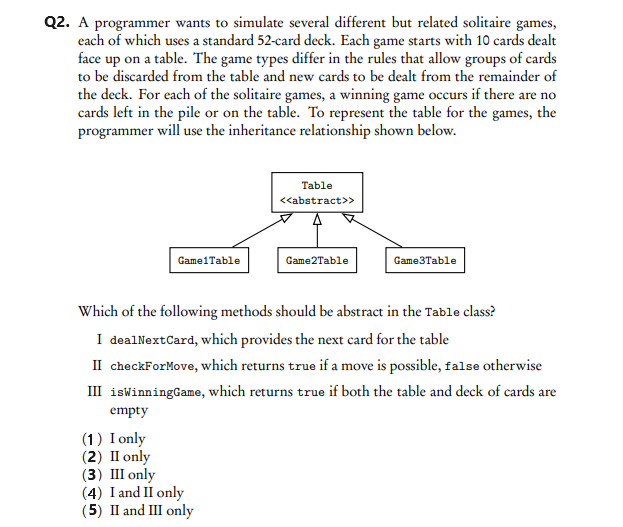 Q2. A programmer wants to simulate several different but related solitaire games,
each of which uses a standard 52-card deck. Each game starts with 10 cards dealt
face up on a table. The game types differ in the rules that allow groups of cards
to be discarded from the table and new cards to be dealt from the remainder of
the deck. For each of the solitaire games, a winning game occurs if there are no
cards left in the pile or on the table. To represent the table for the games, the
programmer will use the inheritance relationship shown below.
Table
<<abstract>>
Game1Table Game2Table Game3Table
Which of the following methods should be abstract in the Table class?
I dealNextCard, which provides the next card for the table
II checkForMove, which returns true if a move is possible, false otherwise
III isWinningGame, which returns true if both the table and deck of cards are
empty
(1) I only
(2) II only
(3) III only
(4) I and II only
(5) II and III only